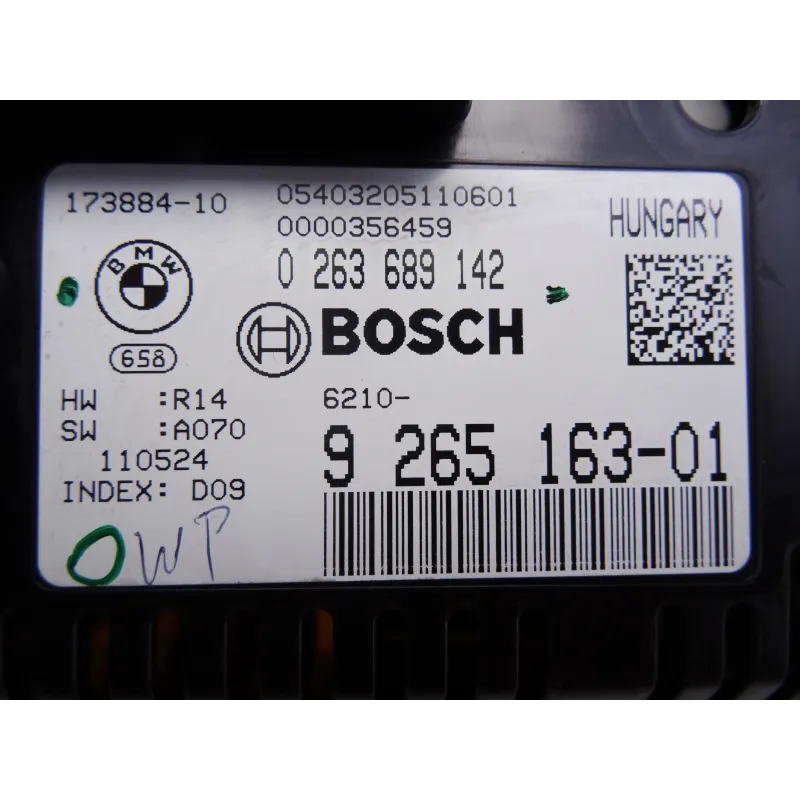 173884-10
05403205110601
0000356459
HUNGARY
BMW
0 263 689 142
BOSCH
658
HW :R14
SW :A070
110524
INDEX: D09
6210-
9 265 163-01
O WP